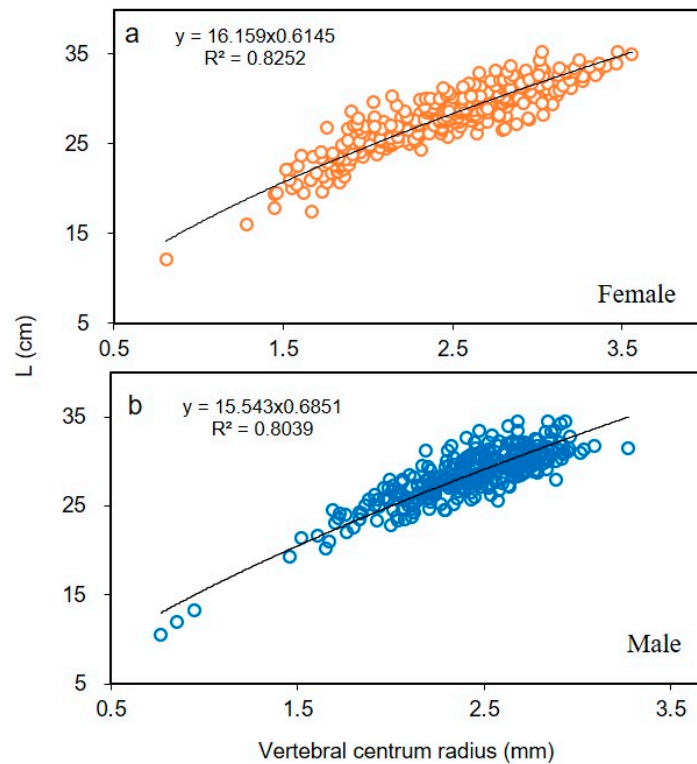 a
y = 16.159x0.6145
R² = 0.8252
35
25
15
5
Female
0.5
1.5
2.5
3.5
L (cm)
b
y = 15.543x0.6851
R² = 0.8039
35
25
15
5
Male
0.5
1.5
2.5
3.5
Vertebral centrum radius (mm)